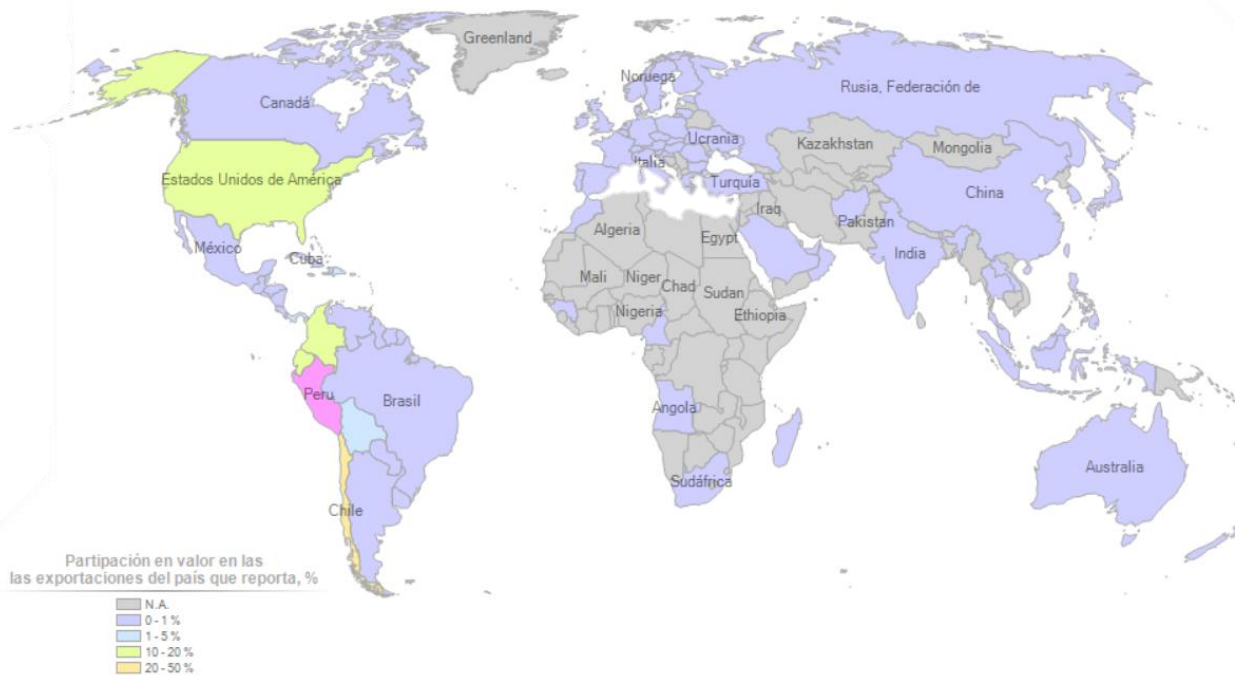 Greenland
Noruega
Rusia, Federación de
Canadá
Ucrania
Kazakhstan
Mongolia
Italia
Estados Unidos de América
Turquía
China
Iraq
Pakistan
Algeria
Egypt
México
India
Cuba
Mali
Niger
Chad
Sudan
Nigeria
Ethiopia
Peru
Brasil
Angola
Australia
Sudáfrica
Chile
Partipación en valor en las
las exportaciones del país que reporta, %
N.A.
0 - 1 %
1 - 5 %
10 - 20 %
20 - 50 %